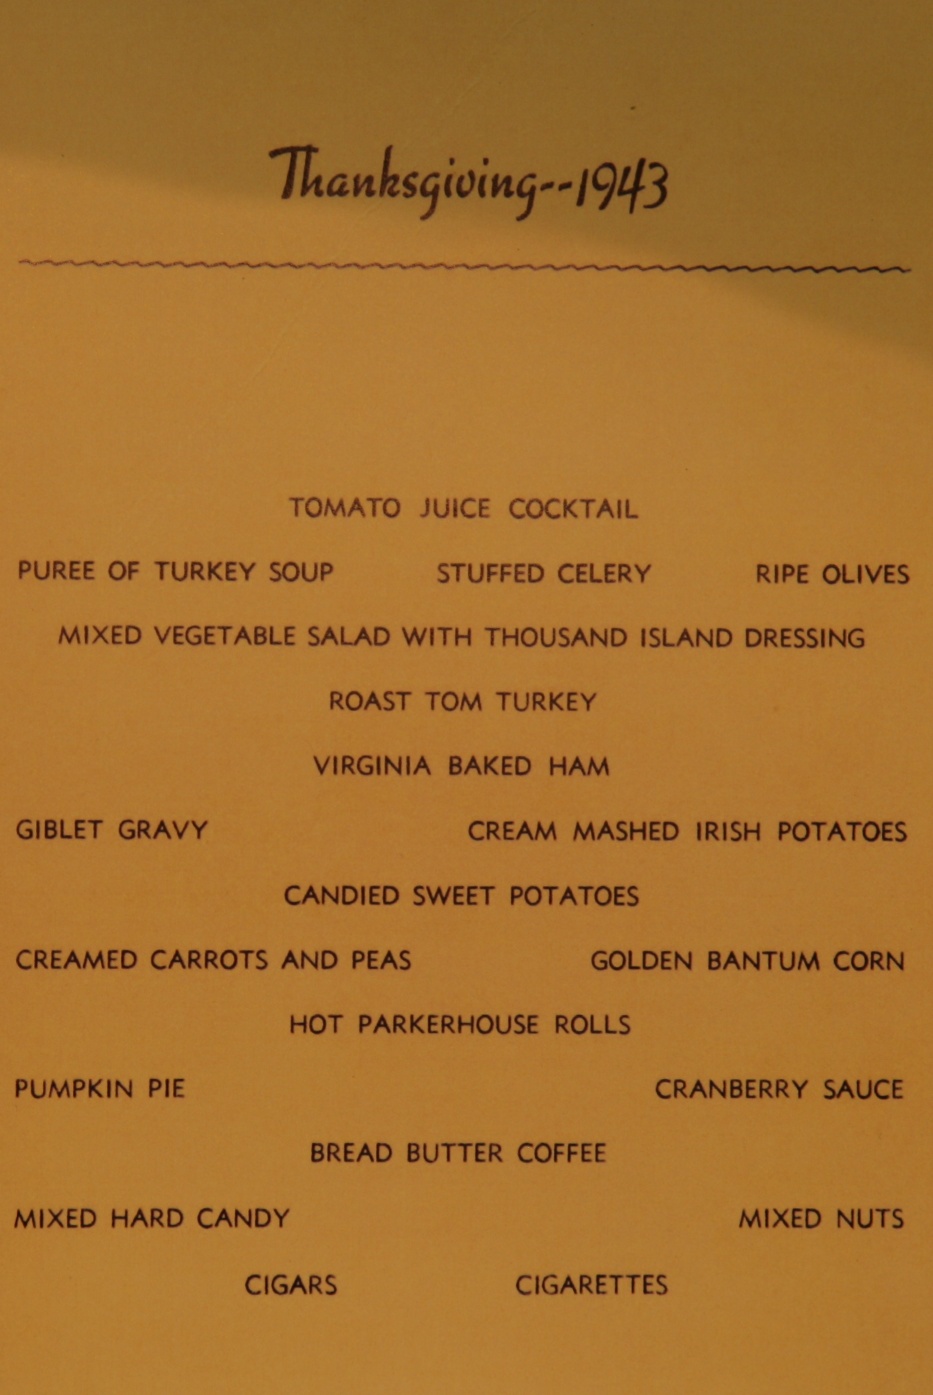 Thanksgiving--1943
TOMATO JUICE COCKTAIL
PUREE OF TURKEY SOUP STUFFED CELERY RIPE OLIVES
MIXED VEGETABLE SALAD WITH THOUSAND ISLAND DRESSING
ROAST TOM TURKEY
VIRGINIA BAKED HAM
GIBLET GRAVY CREAM MASHED IRISH POTATOES
CANDIED SWEET POTATOES
CREAMED CARROTS AND PEAS GOLDEN BANTUM CORN
HOT PARKERHOUSE ROLLS
PUMPKIN PIE CRANBERRY SAUCE
BREAD BUTTER COFFEE
MIXED HARD CANDY MIXED NUTS
CIGARS CIGARETTES